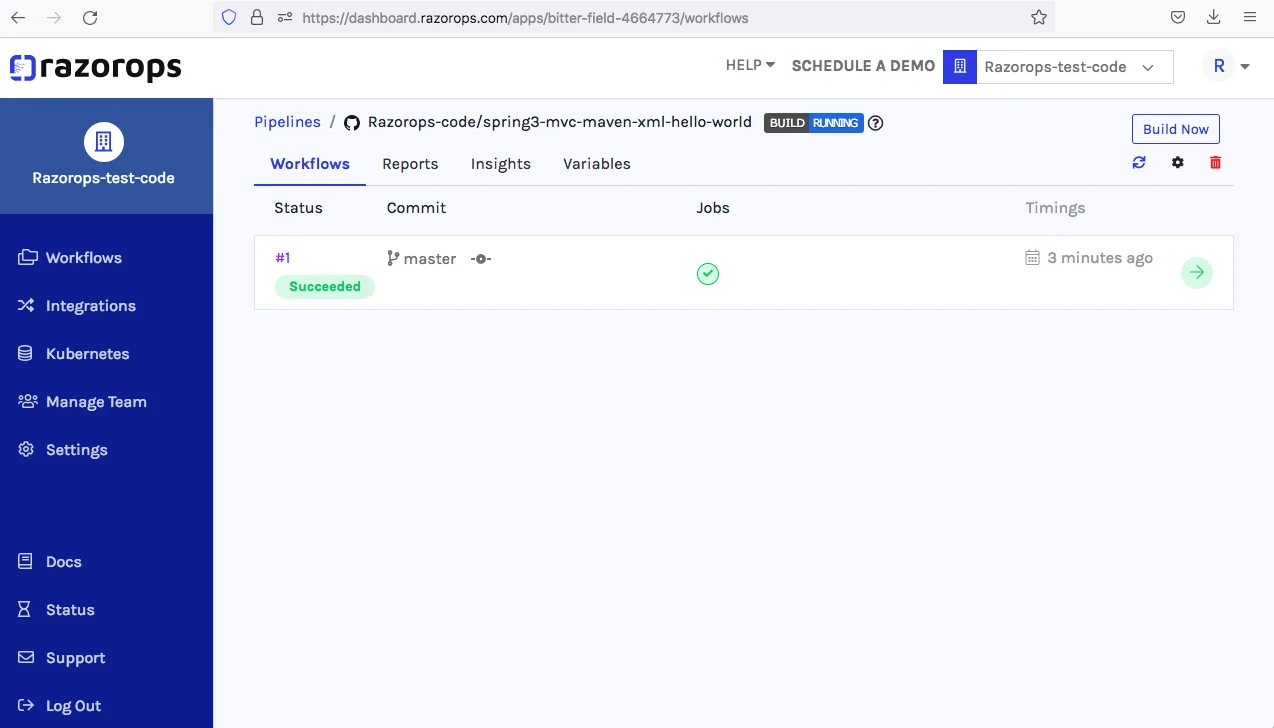 https://dashboard.razorops.com/apps/bitter-field-4664773/workflows
razorops
HELP
SCHEDULE A DEMO
Razorops-test-code
R
Razorops-test-code
Workflows
Integrations
Kubernetes
Manage Team
Settings
Docs
Status
Support
Log Out
Pipelines / Razorops-code/spring3-mvc-maven-xml-hello-world BUILD RUNNING ?
Build Now
Workflows Reports Insights Variables
Status Commit Jobs Timings
#1 master 3 minutes ago
Succeeded